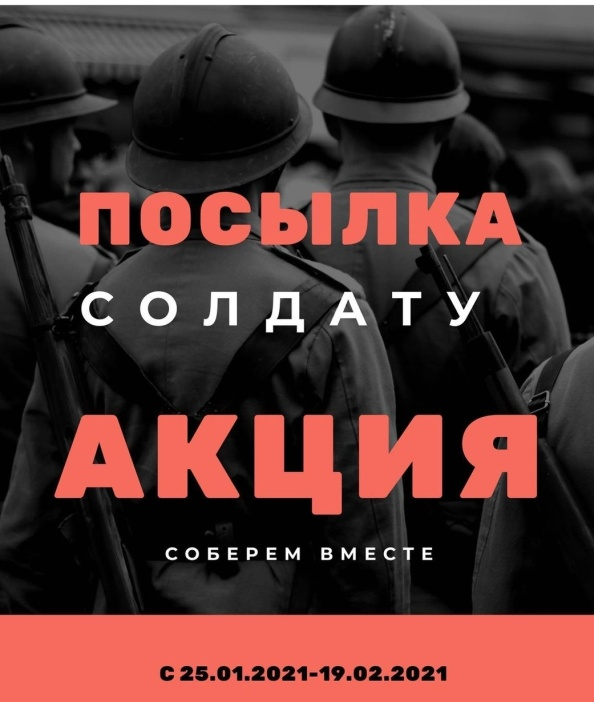 ПОСЫЛКА
СОЛДАТУ
АКЦИЯ
СОБЕРЕМ ВМЕСТЕ
С 25.01.2021-19.02.2021